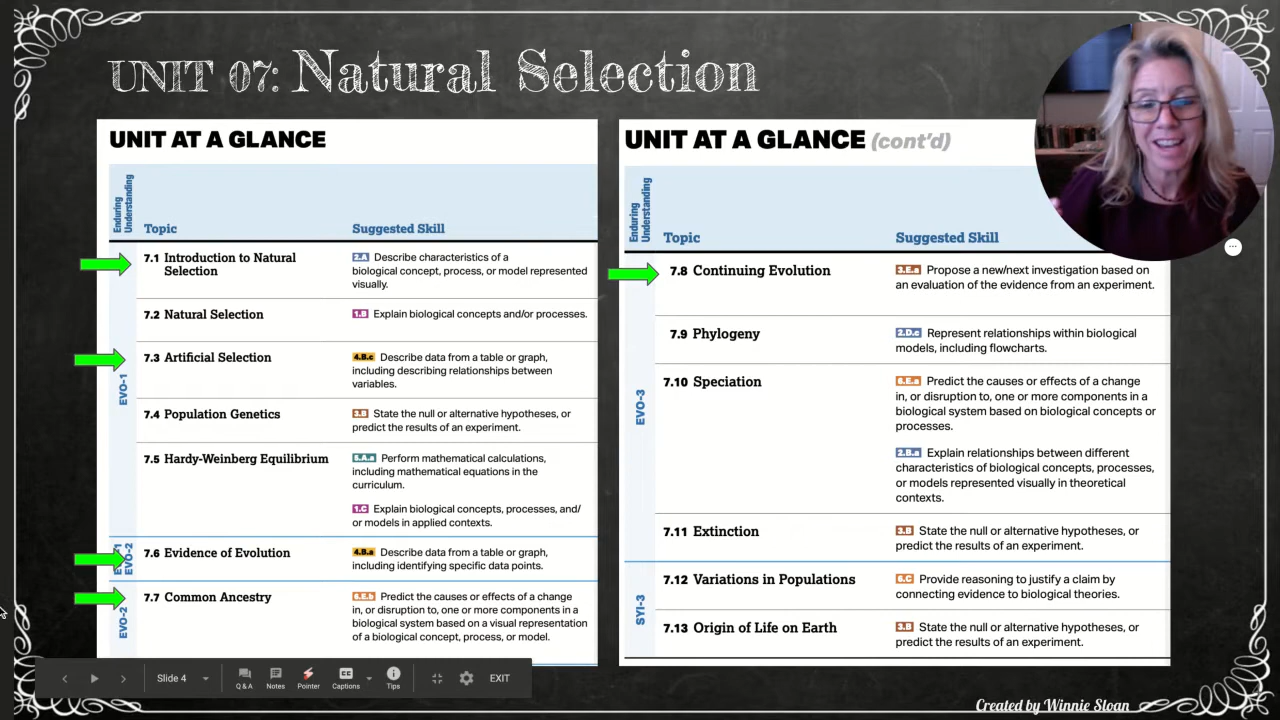 UNIT 07: Natural Selection
UNIT AT A GLANCE
Enduring
Understanding
Topic
Suggested Skill
7.1 Introduction to Natural
Selection
2.A Describe characteristics of a
biological concept, process, or model represented
visually.
7.2 Natural Selection
1.B Explain biological concepts and/or processes.
EVO-1
7.3 Artificial Selection
4.B.c Describe data from a table or graph,
including describing relationships between
variables.
7.4 Population Genetics
3.B State the null or alternative hypotheses, or
predict the results of an experiment.
7.5 Hardy-Weinberg Equilibrium
5.A.a Perform mathematical calculations,
including mathematical equations in the
curriculum.
1.C Explain biological concepts, processes, and/
or models in applied contexts.
EVO-2
7.6 Evidence of Evolution
4.B.a Describe data from a table or graph,
including identifying specific data points.
EVO-2
7.7 Common Ancestry
Predict the causes or effects of a change
in, or disruption to, one or more components in a
biological system based on a visual representation
of a biological concept, process, or model.
UNIT AT A GLANCE (cont'd)
Enduring
Understanding
Topic
Suggested Skill
7.8 Continuing Evolution
3.E.a Propose a new/next investigation based on
an evaluation of the evidence from an experiment.
7.9 Phylogeny
2.D.c Represent relationships within biological
models, including flowcharts.
EVO-3
7.10 Speciation
6.E.a Predict the causes or effects of a change
in, or disruption to, one or more components in a
biological system based on biological concepts or
processes.
2.B.a Explain relationships between different
characteristics of biological concepts, processes,
or models represented visually in theoretical
contexts.
7.11 Extinction
3.B State the null or alternative hypotheses, or
predict the results of an experiment.
SYI-3
7.12 Variations in Populations
6.C Provide reasoning to justify a claim by
connecting evidence to biological theories.
7.13 Origin of Life on Earth
3.B State the null or alternative hypotheses, or
predict the results of an experiment.
Slide 4
Q & A
Notes
Pointer
CC
Captions
Tips
EXIT
Created by Winnie Sloan